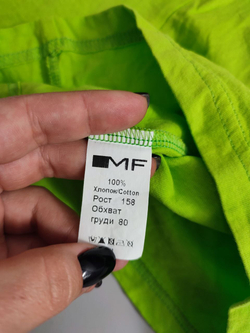 MF
100%
Хлопок/Cotton
Рост 158
Обхват
груди 80